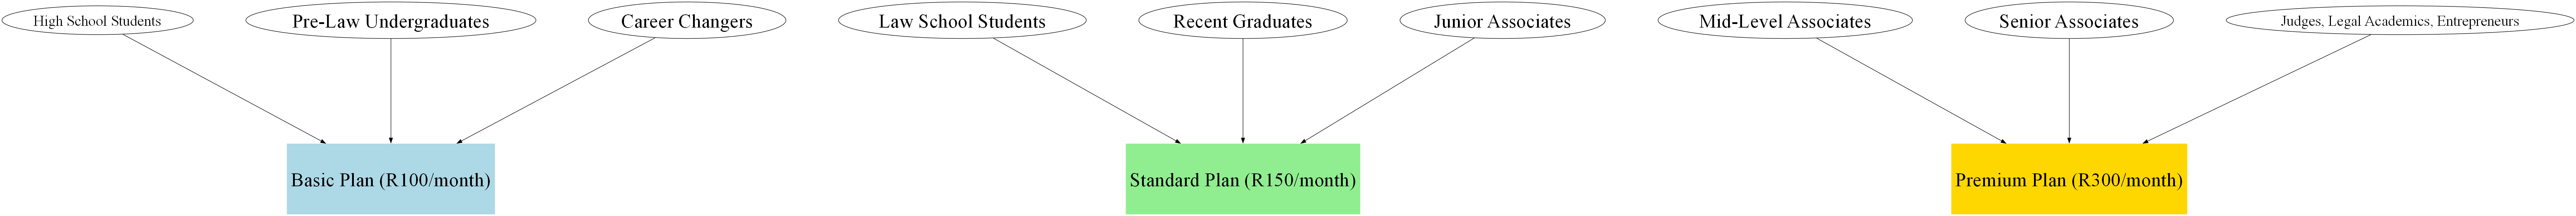 High School Students
Pre-Law Undergraduates
Career Changers
Law School Students
Recent Graduates
Junior Associates
Mid-Level Associates
Senior Associates
Judges, Legal Academics, Entrepreneurs
Basic Plan (R100/month)
Standard Plan (R150/month)
Premium Plan (R300/month)